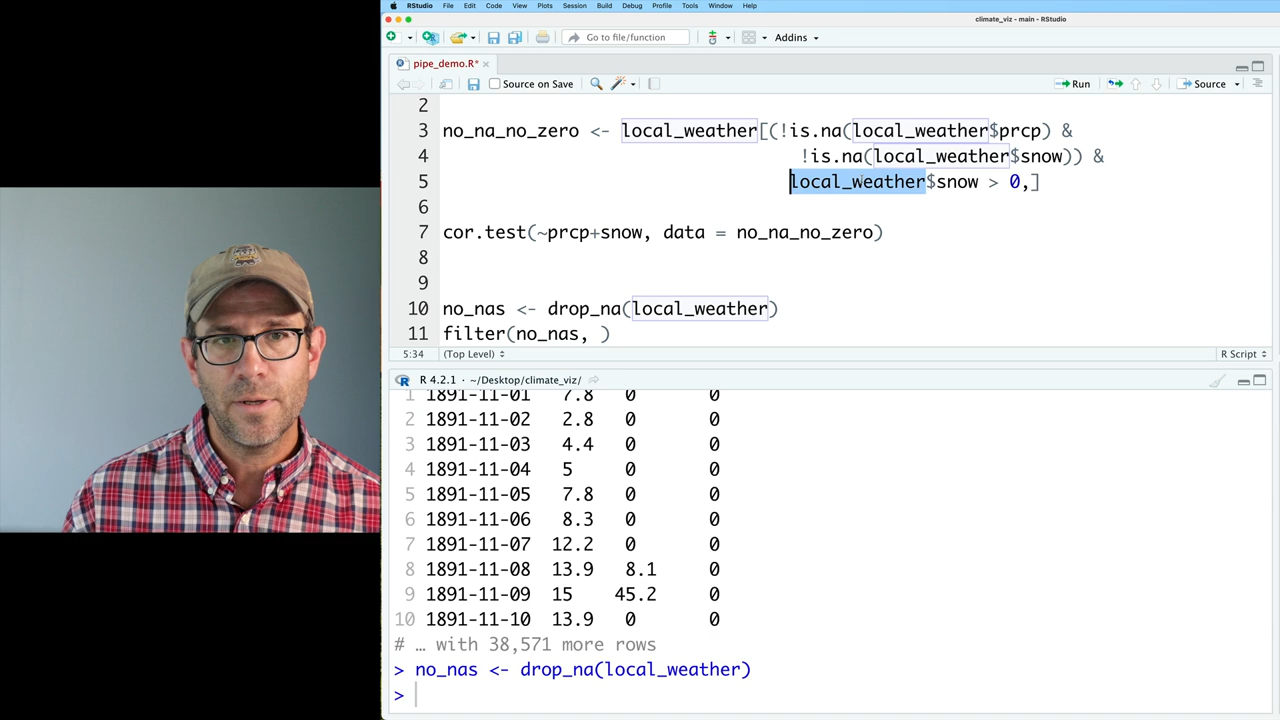 RStudio File Edit Code View Plots Session Build Debug Profile Tools Window Help
climate_viz - main - RStudio
Go to file/function Addins
pipe_demo.R*
Source on Save Run Source
2
3 no_na_no_zero <- local_weather[(!is.na(local_weather$prcp) &
4 !is.na(local_weather$snow)) &
5 local_weather$snow > 0,]
6
7 cor.test(~prcp+snow, data = no_na_no_zero)
8
9
10 no_nas <- drop_na(local_weather)
11 filter(no_nas, )
5:34 (Top Level) R Script
R 4.2.1 · ~/Desktop/climate_viz/
1 1891-11-01 7.8 0 0
2 1891-11-02 2.8 0 0
3 1891-11-03 4.4 0 0
4 1891-11-04 5 0 0
5 1891-11-05 7.8 0 0
6 1891-11-06 8.3 0 0
7 1891-11-07 12.2 0 0
8 1891-11-08 13.9 8.1 0
9 1891-11-09 15 45.2 0
10 1891-11-10 13.9 0 0
# … with 38,571 more rows
> no_nas <- drop_na(local_weather)
>